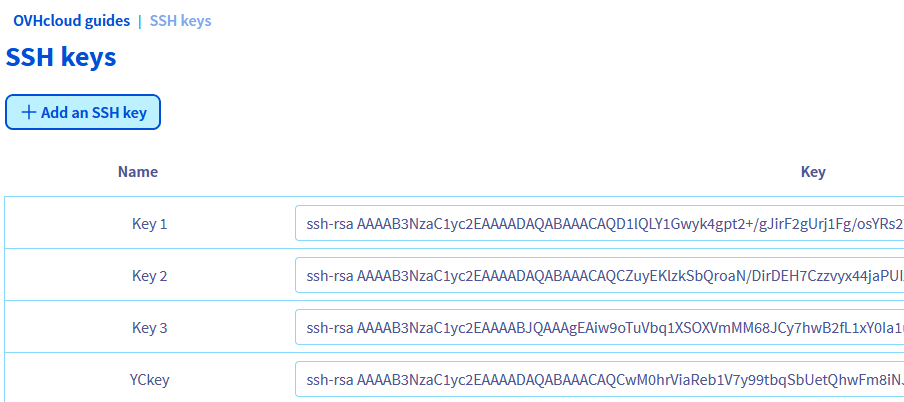 OVHcloud guides | SSH keys
SSH keys
+ Add an SSH key
Name Key
Key 1 ssh-rsa AAAAB3NzaC1yc2EAAAADAQABAAACAQD1lQLY1Gwyk4gpt2+/gJirF2gUrj1Fg/osYRs2
Key 2 ssh-rsa AAAAB3NzaC1yc2EAAAADAQABAAACAQCZuyEKlzkSbQroaN/DirDEH7Czzvyx44jaPUI
Key 3 ssh-rsa AAAAB3NzaC1yc2EAAAABJQAAAgEAiw9oTuVbq1XSOXVmMM68JCy7hwB2fL1xY0Ia1
YCkey ssh-rsa AAAAB3NzaC1yc2EAAAADAQABAAACAQCwM0hrViaReb1V7y99tbqSbUetQhwFm8iN